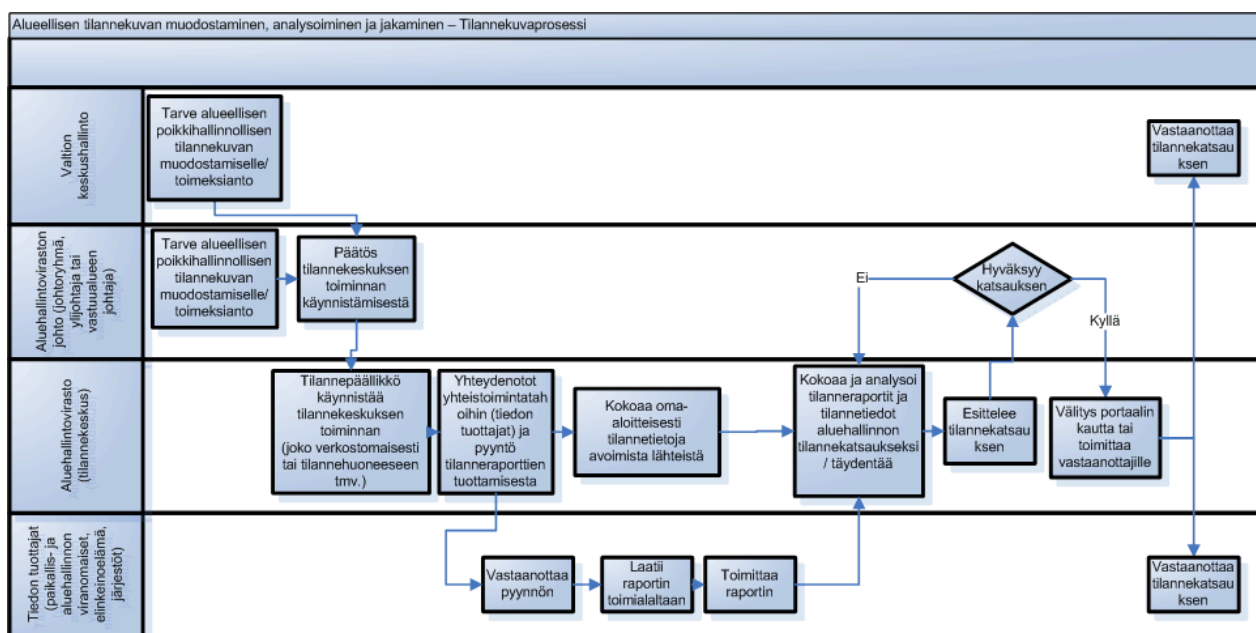 Alueellisen tilannekuvan muodostaminen, analysoiminen ja jakaminen – Tilannekuvaprosessi
Valtion
keskushallinto
Tarve alueellisen
poikkihallinnollisen
tilannekuvan
muodostamiselle/
toimeksianto
Vastaanottaa
tilannekatsau
ksen
Aluehallintoviraston
johto (johtoryhmä,
ylijohtaja tai
vastuualueen
johtaja)
Tarve alueellisen
poikkihallinnollisen
tilannekuvan
muodostamiselle/
toimeksianto
Päätös
tilannekeskuksen
toiminnan
käynnistämisestä
Ei
Hyväksyy
katsauksen
Kyllä
Aluehallintovirasto
(tilannekeskus)
Tilannepäällikkö
käynnistää
tilannekeskuksen
toiminnan
(joko verkostomaisesti
tai tilannehuoneeseen
tmv.)
Yhteydenotot
yhteistoimintatah
oihin (tiedon
tuottajat) ja
pyyntö
tilanneraporttien
tuottamisesta
Kokoaa oma-
aloitteisesti
tilannetietoja
avoimista lähteistä
Kokoaa ja analysoi
tilanneraportit ja
tilannetiedot
aluehallinnon
tilannekatsaukseksi
/ täydentää
Esittelee
tilannekatsau
ksen
Välitys portaalin
kautta tai
toimittaa
vastaanottajille
Tiedon tuottajat
(paikallis- ja
aluehallinnon
viranomaiset,
elinkeinoelämä,
järjestöt)
Vastaanottaa
pyynnön
Laatii
raportin
toimialaltaan
Toimittaa
raportin
Vastaanottaa
tilannekatsau
ksen